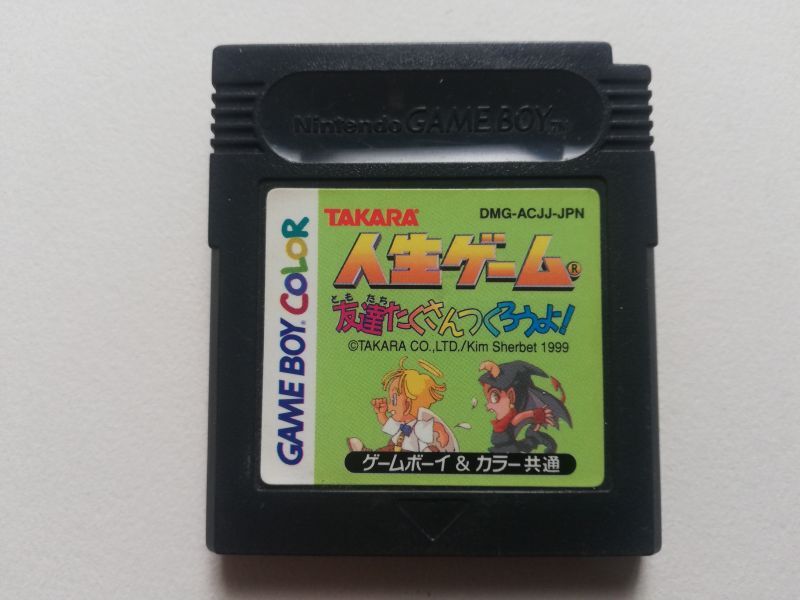 Nintendo GAME BOY TM
GAME BOY COLOR
TAKARA®
DMG-ACJJ-JPN
人生ゲーム®
ともだち
友達たくさんつくろうよ!
©TAKARA CO.,LTD./Kim Sherbet 1999
ゲームボーイ & カラー共通